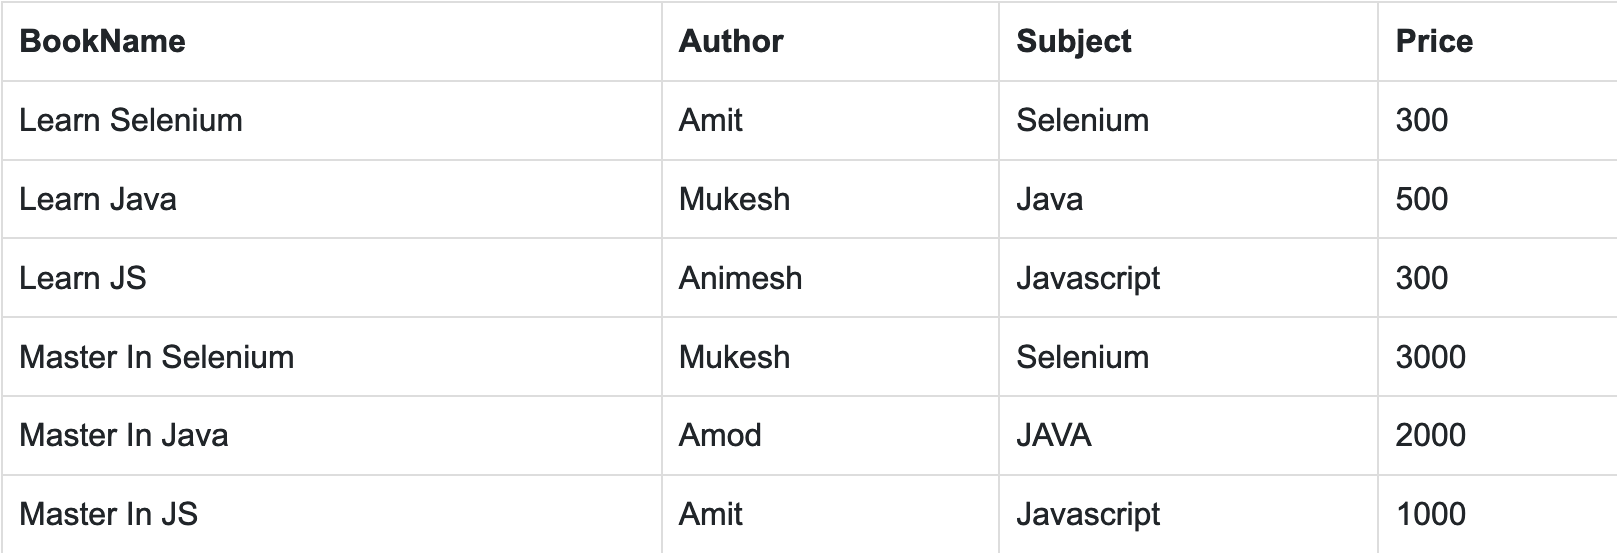 BookName Author Subject Price
Learn Selenium Amit Selenium 300
Learn Java Mukesh Java 500
Learn JS Animesh Javascript 300
Master In Selenium Mukesh Selenium 3000
Master In Java Amod JAVA 2000
Master In JS Amit Javascript 1000